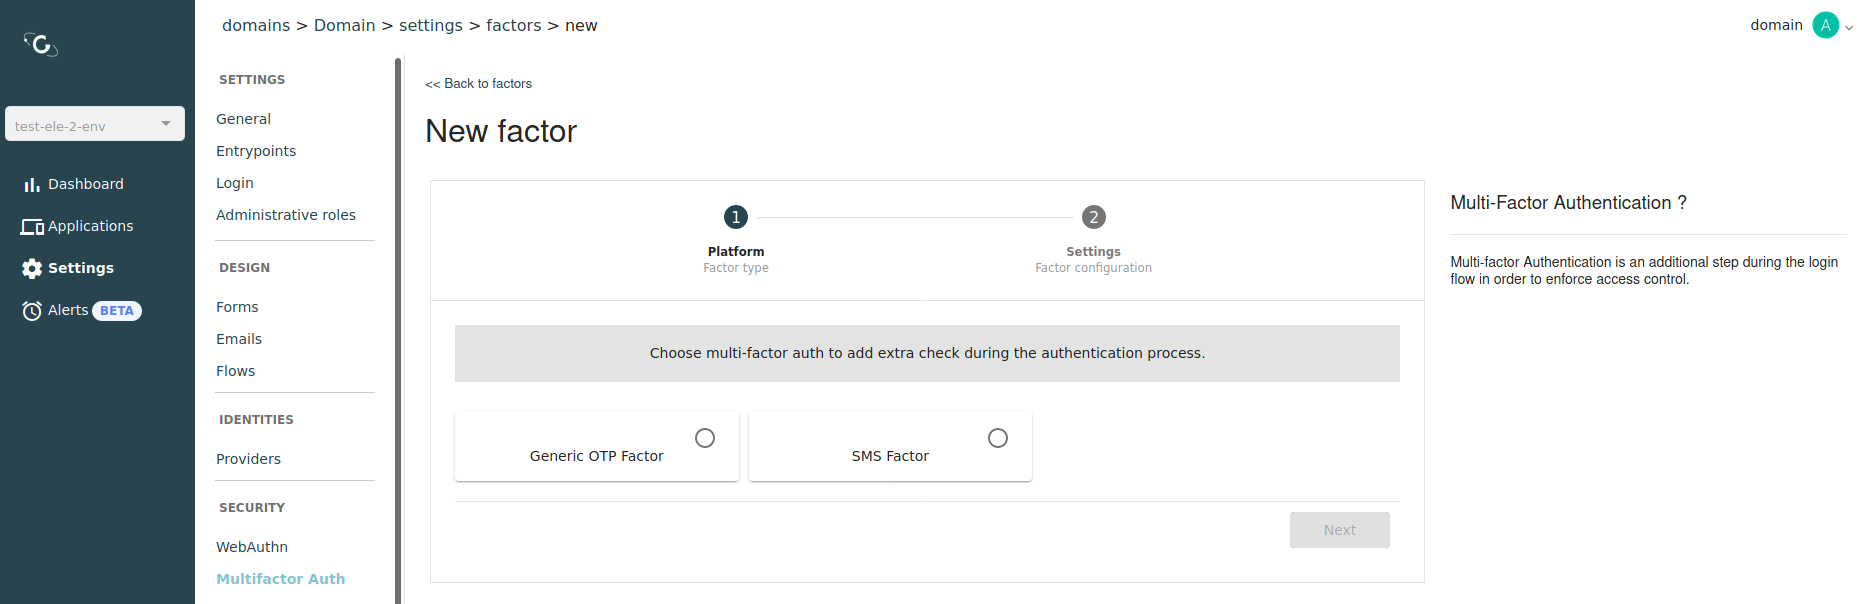 domains > Domain > settings > factors > new
domain
A
test-ele-2-env
Dashboard
Applications
Settings
Alerts BETA
SETTINGS
General
Entrypoints
Login
Administrative roles
DESIGN
Forms
Emails
Flows
IDENTITIES
Providers
SECURITY
WebAuthn
Multifactor Auth
<< Back to factors
New factor
1
Platform
Factor type
2
Settings
Factor configuration
Choose multi-factor auth to add extra check during the authentication process.
Generic OTP Factor
SMS Factor
Next
Multi-Factor Authentication ?
Multi-factor Authentication is an additional step during the login
flow in order to enforce access control.